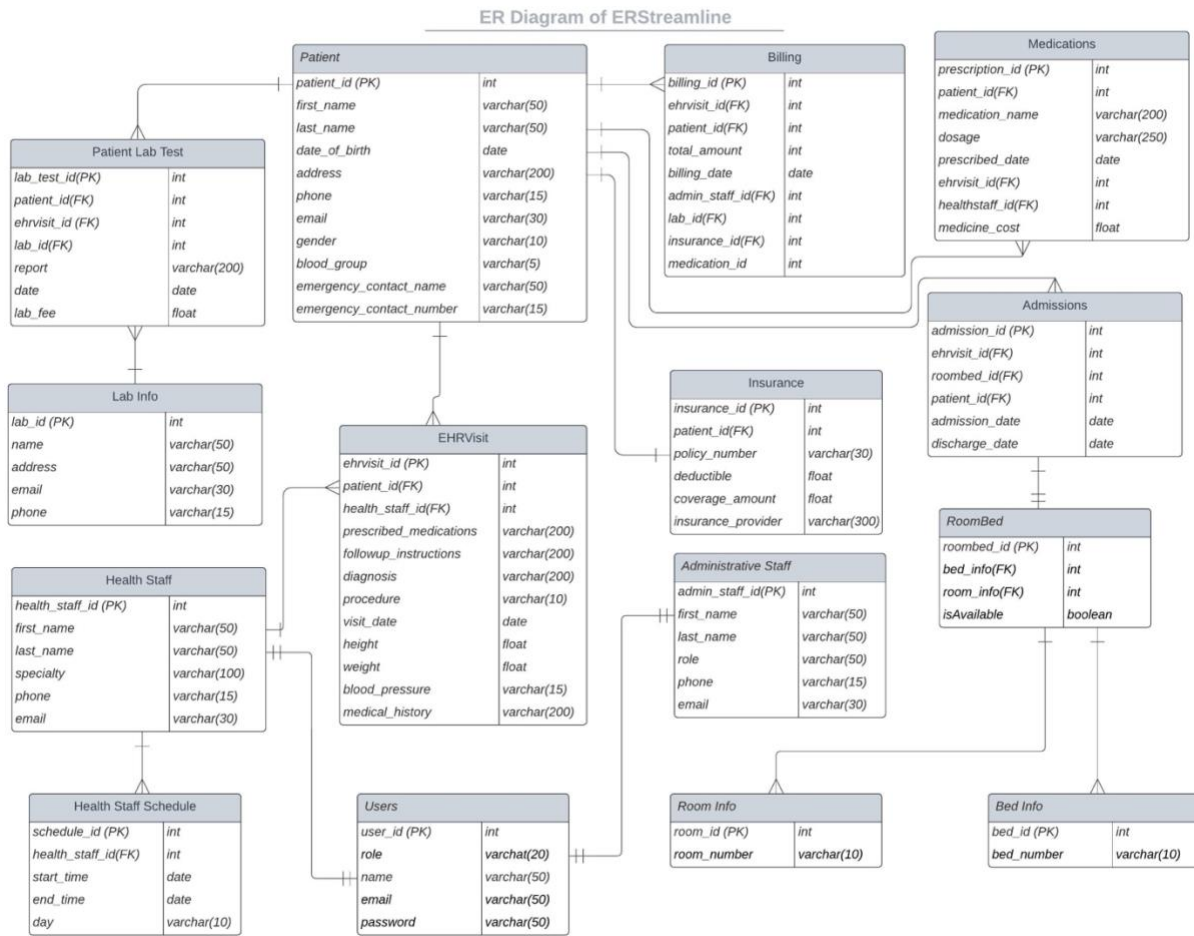 ER Diagram of ERStreamline
Patient
patient_id (PK) int
first_name varchar(50)
last_name varchar(50)
date_of_birth date
address varchar(200)
phone varchar(15)
email varchar(30)
gender varchar(10)
blood_group varchar(5)
emergency_contact_name varchar(50)
emergency_contact_number varchar(15)
Billing
billing_id (PK) int
ehrvisit_id(FK) int
patient_id(FK) int
total_amount int
billing_date date
admin_staff_id(FK) int
lab_id(FK) int
insurance_id(FK) int
medication_id int
Medications
prescription_id (PK) int
patient_id(FK) int
medication_name varchar(200)
dosage varchar(250)
prescribed_date date
ehrvisit_id(FK) int
healthstaff_id(FK) int
medicine_cost float
Patient Lab Test
lab_test_id(PK) int
patient_id(FK) int
ehrvisit_id (FK) int
lab_id(FK) int
report varchar(200)
date date
lab_fee float
Admissions
admission_id (PK) int
ehrvisit_id(FK) int
roombed_id(FK) int
patient_id(FK) int
admission_date date
discharge_date date
Lab Info
lab_id (PK) int
name varchar(50)
address varchar(50)
email varchar(30)
phone varchar(15)
Insurance
insurance_id (PK) int
patient_id(FK) int
policy_number varchar(30)
deductible float
coverage_amount float
insurance_provider varchar(300)
EHRVisit
ehrvisit_id (PK) int
patient_id(FK) int
health_staff_id(FK) int
prescribed_medications varchar(200)
followup_instructions varchar(200)
diagnosis varchar(200)
procedure varchar(10)
visit_date date
height float
weight float
blood_pressure varchar(15)
medical_history varchar(200)
RoomBed
roombed_id (PK) int
bed_info(FK) int
room_info(FK) int
isAvailable boolean
Health Staff
health_staff_id (PK) int
first_name varchar(50)
last_name varchar(50)
specialty varchar(100)
phone varchar(15)
email varchar(30)
Administrative Staff
admin_staff_id(PK) int
first_name varchar(50)
last_name varchar(50)
role varchar(50)
phone varchar(15)
email varchar(30)
Health Staff Schedule
schedule_id (PK) int
health_staff_id(FK) int
start_time date
end_time date
day varchar(10)
Users
user_id (PK) int
role varchat(20)
name varchar(50)
email varchar(50)
password varchar(50)
Room Info
room_id (PK) int
room_number varchar(10)
Bed Info
bed_id (PK) int
bed_number varchar(10)